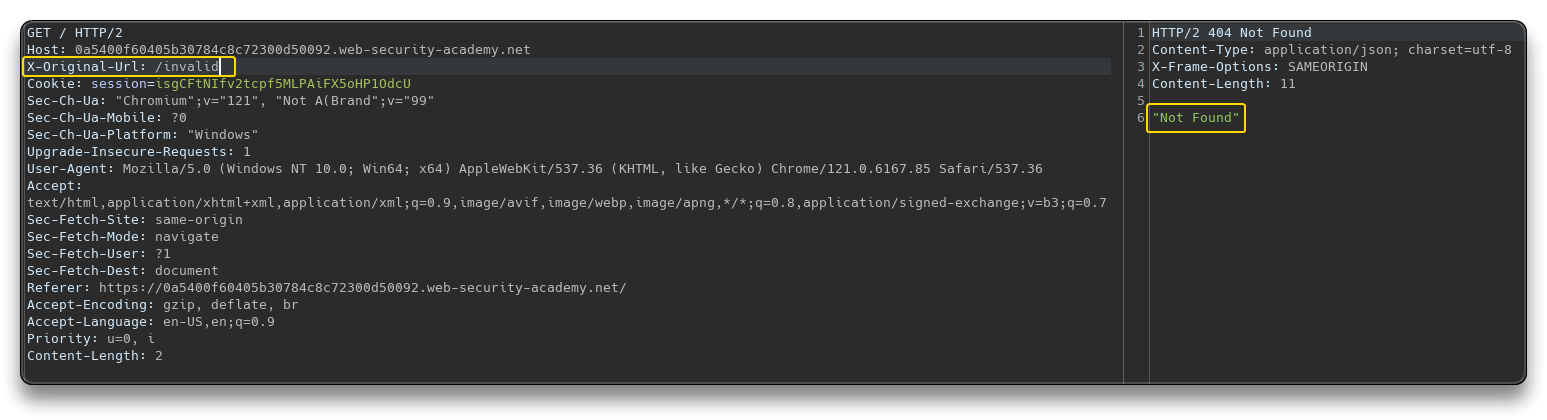 GET / HTTP/2
Host: 0a5400f60405b30784c8c72300d50092.web-security-academy.net
X-Original-Url: /invalid
Cookie: session=isgCFtNIfv2tcpf5MLPAiFX5oHP1OdcU
Sec-Ch-Ua: "Chromium";v="121", "Not A(Brand";v="99"
Sec-Ch-Ua-Mobile: ?0
Sec-Ch-Ua-Platform: "Windows"
Upgrade-Insecure-Requests: 1
User-Agent: Mozilla/5.0 (Windows NT 10.0; Win64; x64) AppleWebKit/537.36 (KHTML, like Gecko) Chrome/121.0.6167.85 Safari/537.36
Accept:
text/html,application/xhtml+xml,application/xml;q=0.9,image/avif,image/webp,image/apng,*/*;q=0.8,application/signed-exchange;v=b3;q=0.7
Sec-Fetch-Site: same-origin
Sec-Fetch-Mode: navigate
Sec-Fetch-User: ?1
Sec-Fetch-Dest: document
Referer: https://0a5400f60405b30784c8c72300d50092.web-security-academy.net/
Accept-Encoding: gzip, deflate, br
Accept-Language: en-US,en;q=0.9
Priority: u=0, i
Content-Length: 2
1 HTTP/2 404 Not Found
2 Content-Type: application/json; charset=utf-8
3 X-Frame-Options: SAMEORIGIN
4 Content-Length: 11
5
6 "Not Found"